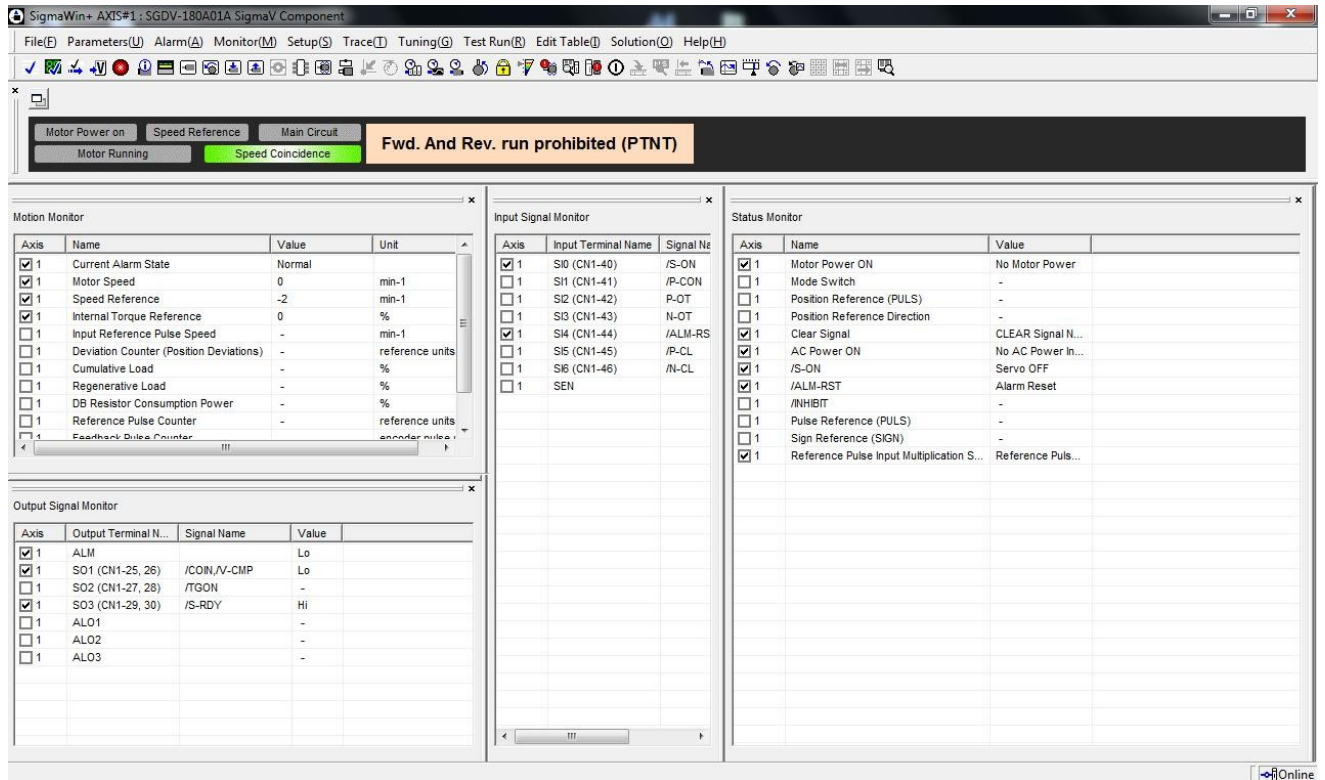 SigmaWin+ AXIS#1 : SGDV-180A01A SigmaV Component
File(F) Parameters(U) Alarm(A) Monitor(M) Setup(S) Trace(T) Tuning(G) Test Run(R) Edit Table(I) Solution(O) Help(H)
Motor Power on Speed Reference Main Circuit
Motor Running Speed Coincidence
Fwd. And Rev. run prohibited (PTNT)
Motion Monitor
Axis Name Value Unit
1 Current Alarm State Normal
1 Motor Speed 0 min-1
1 Speed Reference -2 min-1
1 Internal Torque Reference 0 %
1 Input Reference Pulse Speed - min-1
1 Deviation Counter (Position Deviations) - reference units
1 Cumulative Load - %
1 Regenerative Load - %
1 DB Resistor Consumption Power - %
1 Reference Pulse Counter - reference units
1 Feedback Pulse Counter encoder pulse
Output Signal Monitor
Axis Output Terminal N... Signal Name Value
1 ALM Lo
1 SO1 (CN1-25, 26) /COIN,/V-CMP Lo
1 SO2 (CN1-27, 28) /TGON -
1 SO3 (CN1-29, 30) /S-RDY Hi
1 ALO1 -
1 ALO2 -
1 ALO3 -
Input Signal Monitor
Axis Input Terminal Name Signal Na
1 SI0 (CN1-40) /S-ON
1 SI1 (CN1-41) /P-CON
1 SI2 (CN1-42) P-OT
1 SI3 (CN1-43) N-OT
1 SI4 (CN1-44) /ALM-RS
1 SI5 (CN1-45) /P-CL
1 SI6 (CN1-46) /N-CL
1 SEN
Status Monitor
Axis Name Value
1 Motor Power ON No Motor Power
1 Mode Switch -
1 Position Reference (PULS) -
1 Position Reference Direction -
1 Clear Signal CLEAR Signal N...
1 AC Power ON No AC Power In...
1 /S-ON Servo OFF
1 /ALM-RST Alarm Reset
1 /INHIBIT -
1 Pulse Reference (PULS) -
1 Sign Reference (SIGN) -
1 Reference Pulse Input Multiplication S... Reference Puls...
Online